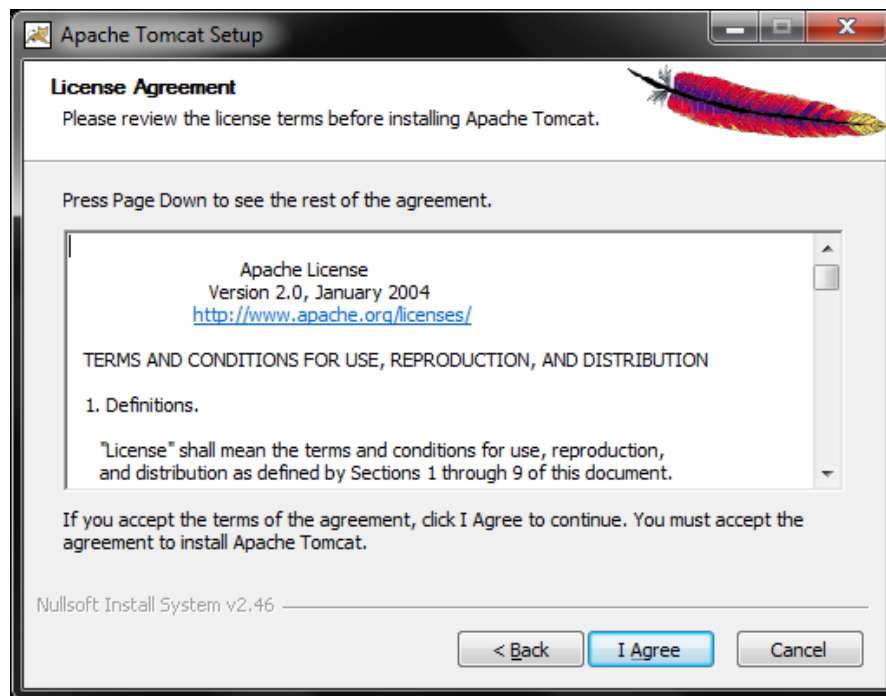 Apache Tomcat Setup
License Agreement
Please review the license terms before installing Apache Tomcat.
Press Page Down to see the rest of the agreement.
Apache License
Version 2.0, January 2004
http://www.apache.org/licenses/
TERMS AND CONDITIONS FOR USE, REPRODUCTION, AND DISTRIBUTION
1. Definitions.
"License" shall mean the terms and conditions for use, reproduction,
and distribution as defined by Sections 1 through 9 of this document.
If you accept the terms of the agreement, click I Agree to continue. You must accept the
agreement to install Apache Tomcat.
Nullsoft Install System v2.46
< Back I Agree Cancel